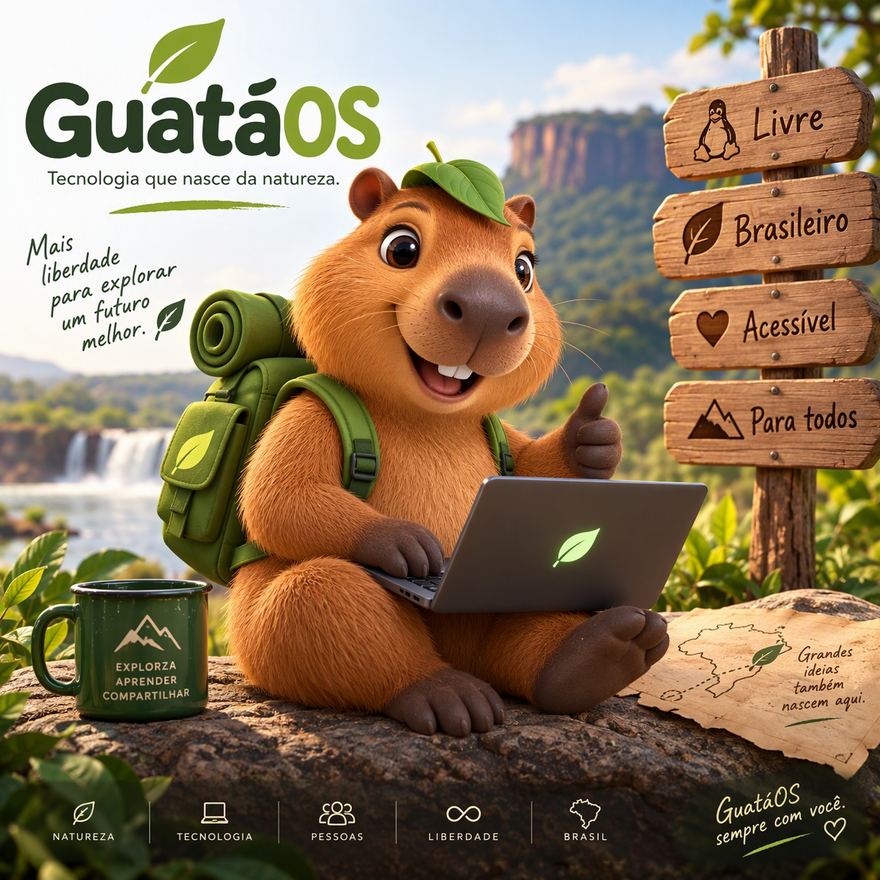 GuatáOS
Tecnologia que nasce da natureza.
Mais
liberdade
para explorar
um futuro
melhor.
Livre
Brasileiro
Acessível
Para todos
EXPLORZA
APRENDER
COMPARTILHAR
Grandes
ideias
também
nascem aqui.
NATUREZA
TECNOLOGIA
PESSOAS
LIBERDADE
BRASIL
GuatáOS
sempre com você.